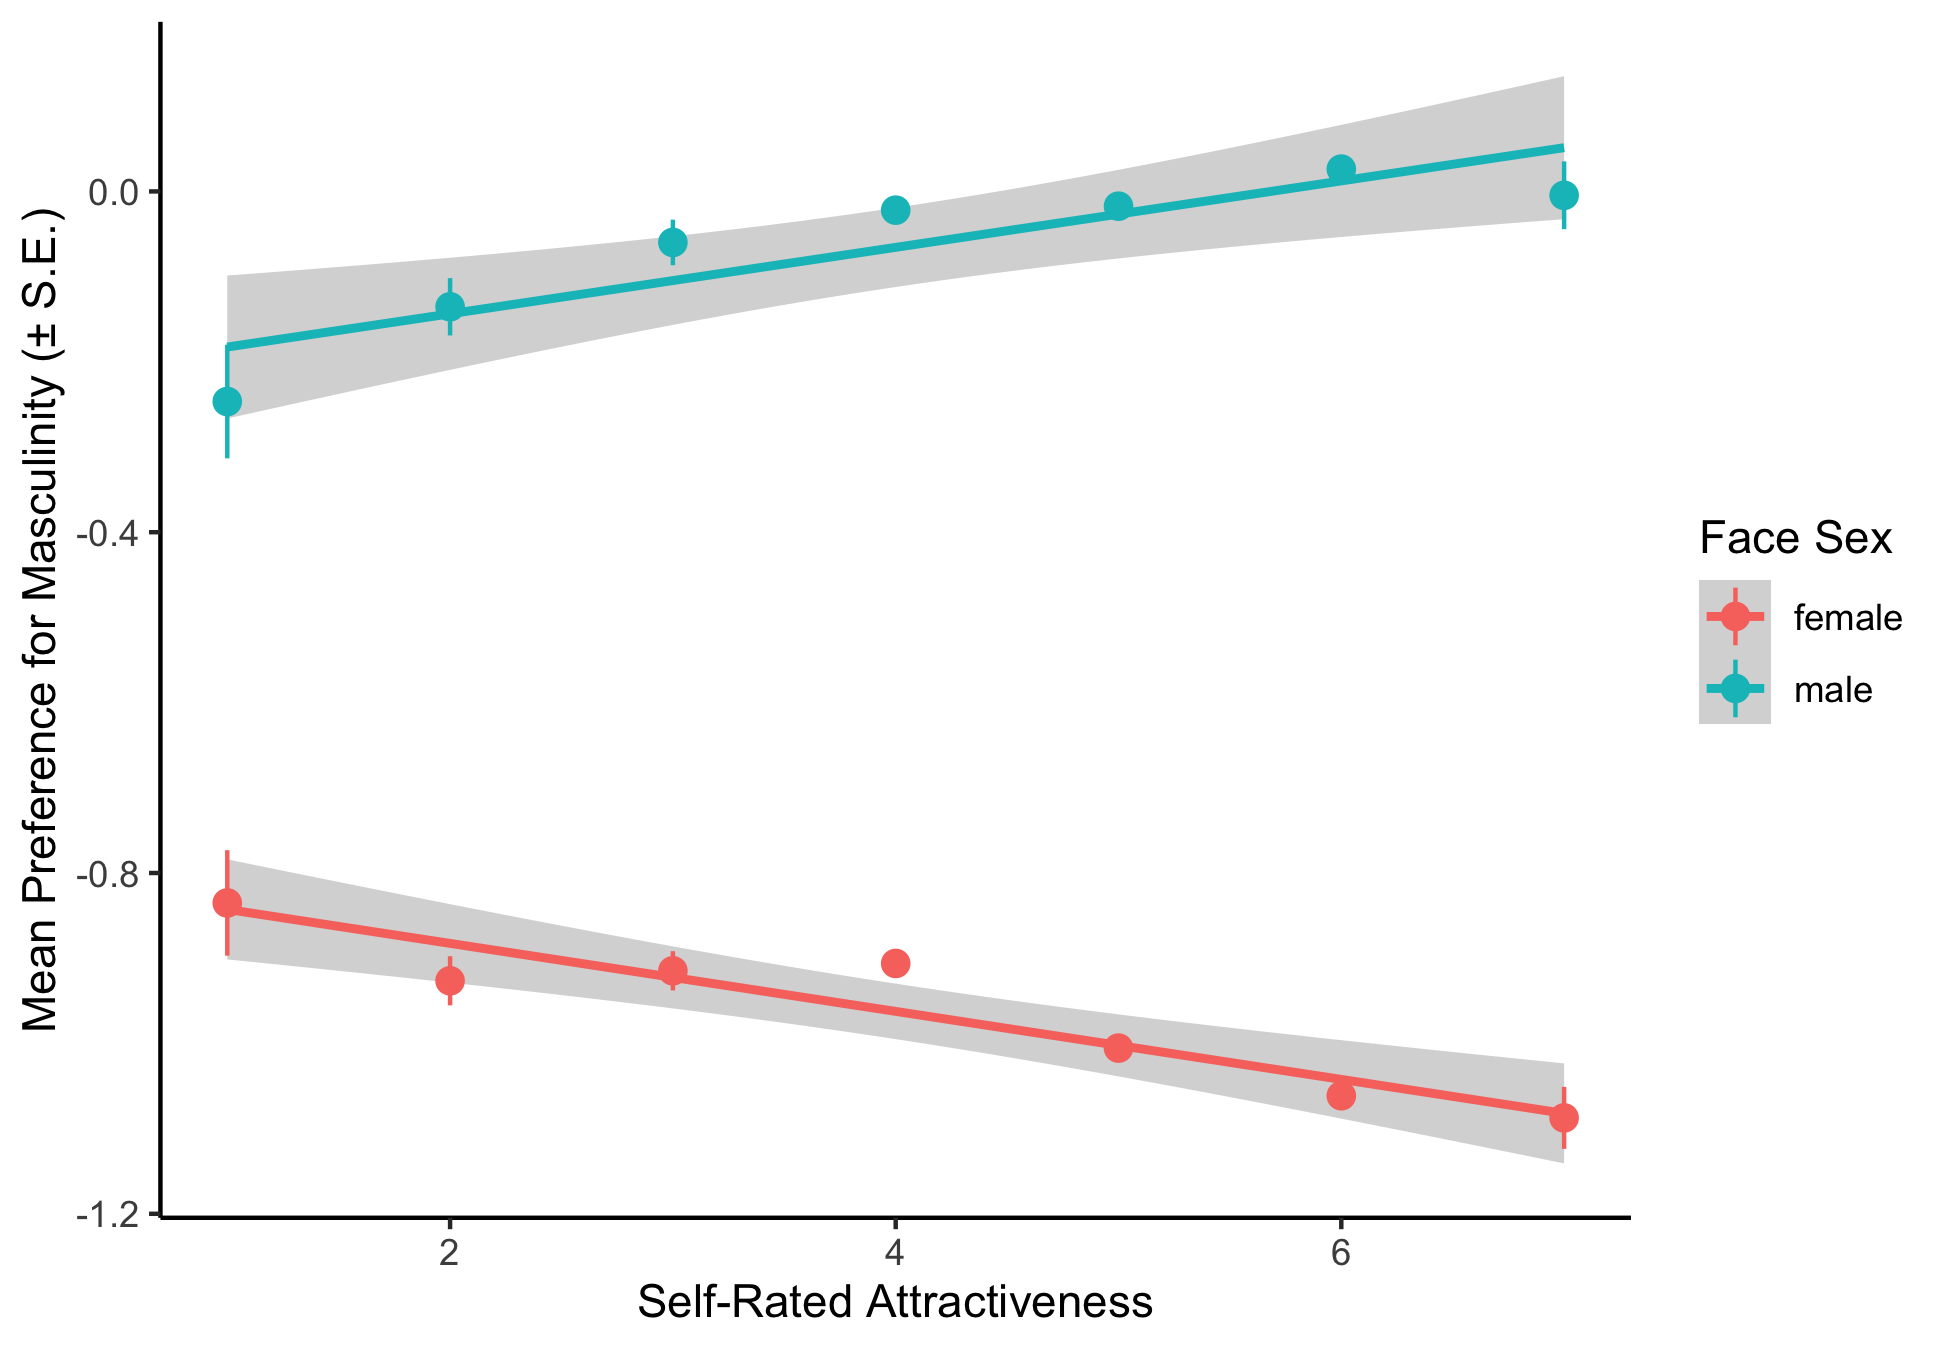 Mean Preference for Masculinity (± S.E.)
0.0
-0.4
-0.8
-1.2
2 4 6
Self-Rated Attractiveness
Face Sex
female
male